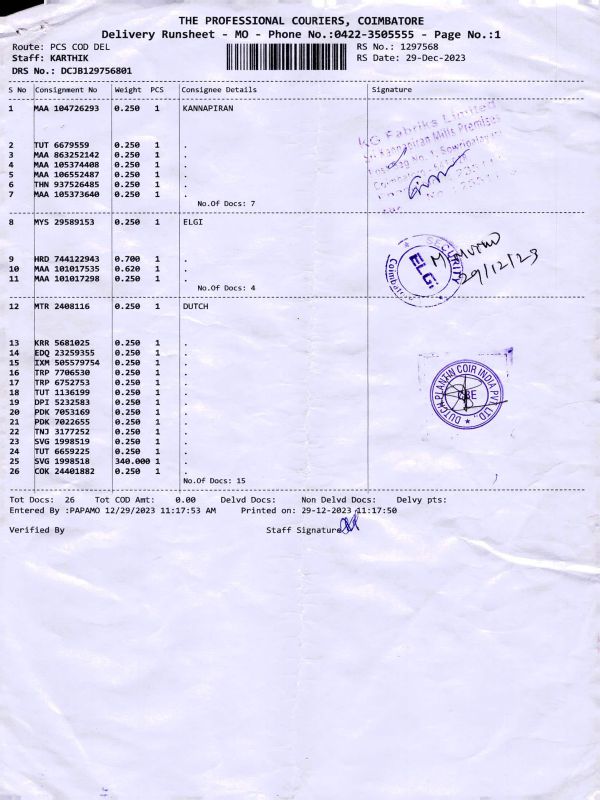 THE PROFESSIONAL COURIERS, COIMBATORE
Delivery Runsheet - MO - Phone No.:0422-3505555 - Page No.:1
Route: PCS COD DEL RS No.: 1297568
Staff: KARTHIK RS Date: 29-Dec-2023
DRS No.: DCJB129756801
S No Consignment No Weight PCS Consignee Details Signature
1 MAA 104726293 0.250 1 KANNAPIRAN
KG Fabriks Limited
Sri Kannapiran Mills Premises
2 TUT 6679559 0.250 1 .
3 MAA 863252142 0.250 1 .
4 MAA 105374408 0.250 1 .
5 MAA 106552487 0.250 1 .
6 THN 937526485 0.250 1 .
7 MAA 105373640 0.250 1 .
No.Of Docs: 7
8 MYS 29589153 0.250 1 ELGI
SECURITY
ELGi
Coimbatore
29/12/23
9 HRD 744122943 0.700 1 .
10 MAA 101017535 0.620 1 .
11 MAA 101017298 0.250 1 .
No.Of Docs: 4
12 MTR 2408116 0.250 1 DUTCH
13 KRR 5681025 0.250 1 .
14 EDQ 23259355 0.250 1 .
15 IXM 505579754 0.250 1 .
16 TRP 7706530 0.250 1 .
17 TRP 6752753 0.250 1 .
18 TUT 1136199 0.250 1 .
19 DPI 5232583 0.250 1 .
20 PDK 7053169 0.250 1 .
21 PDK 7022655 0.250 1 .
22 TNJ 3177252 0.250 1 .
23 SVG 1998519 0.250 1 .
24 TUT 6659225 0.250 1 .
25 SVG 1998518 340.000 1 .
26 COK 24401882 0.250 1 .
DUTCH PLANTIN COIR INDIA PVT LTD.,
CBE
No.Of Docs: 15
Tot Docs: 26 Tot COD Amt: 0.00 Delvd Docs: Non Delvd Docs: Delvy pts:
Entered By :PAPAMO 12/29/2023 11:17:53 AM Printed on: 29-12-2023 11:17:50
Verified By Staff Signature